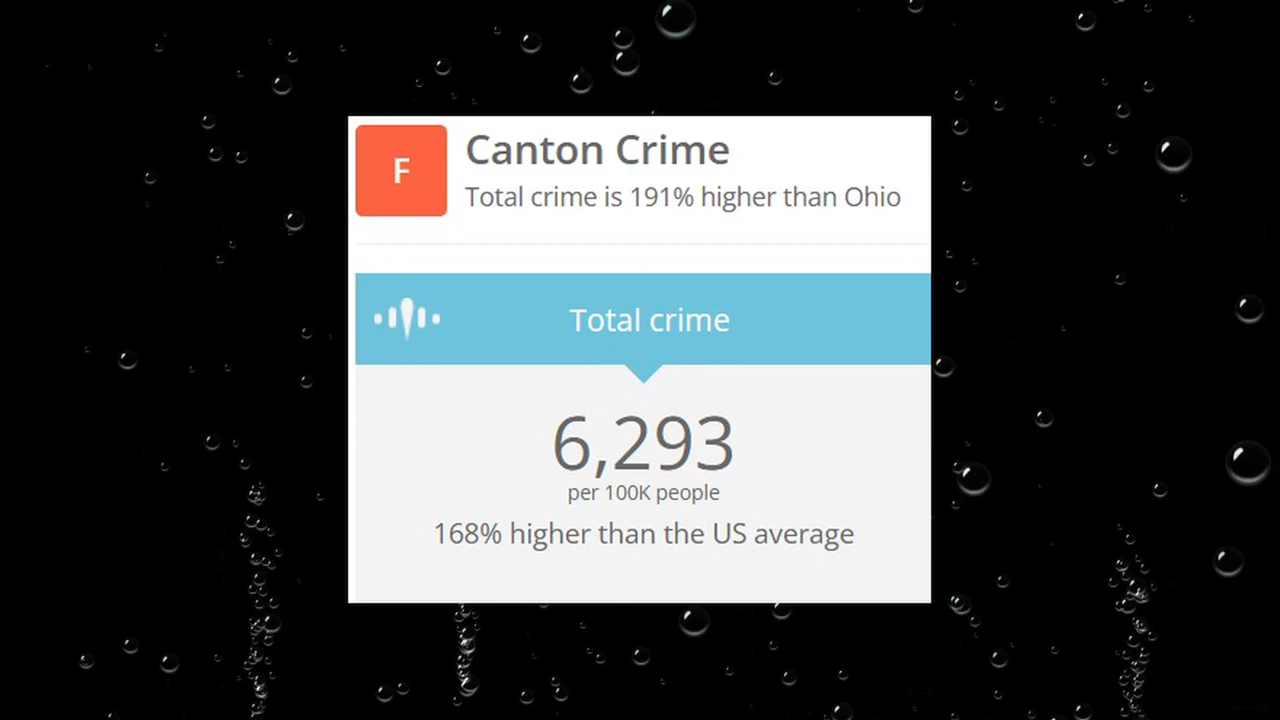 F
Canton Crime
Total crime is 191% higher than Ohio
Total crime
6,293
per 100K people
168% higher than the US average